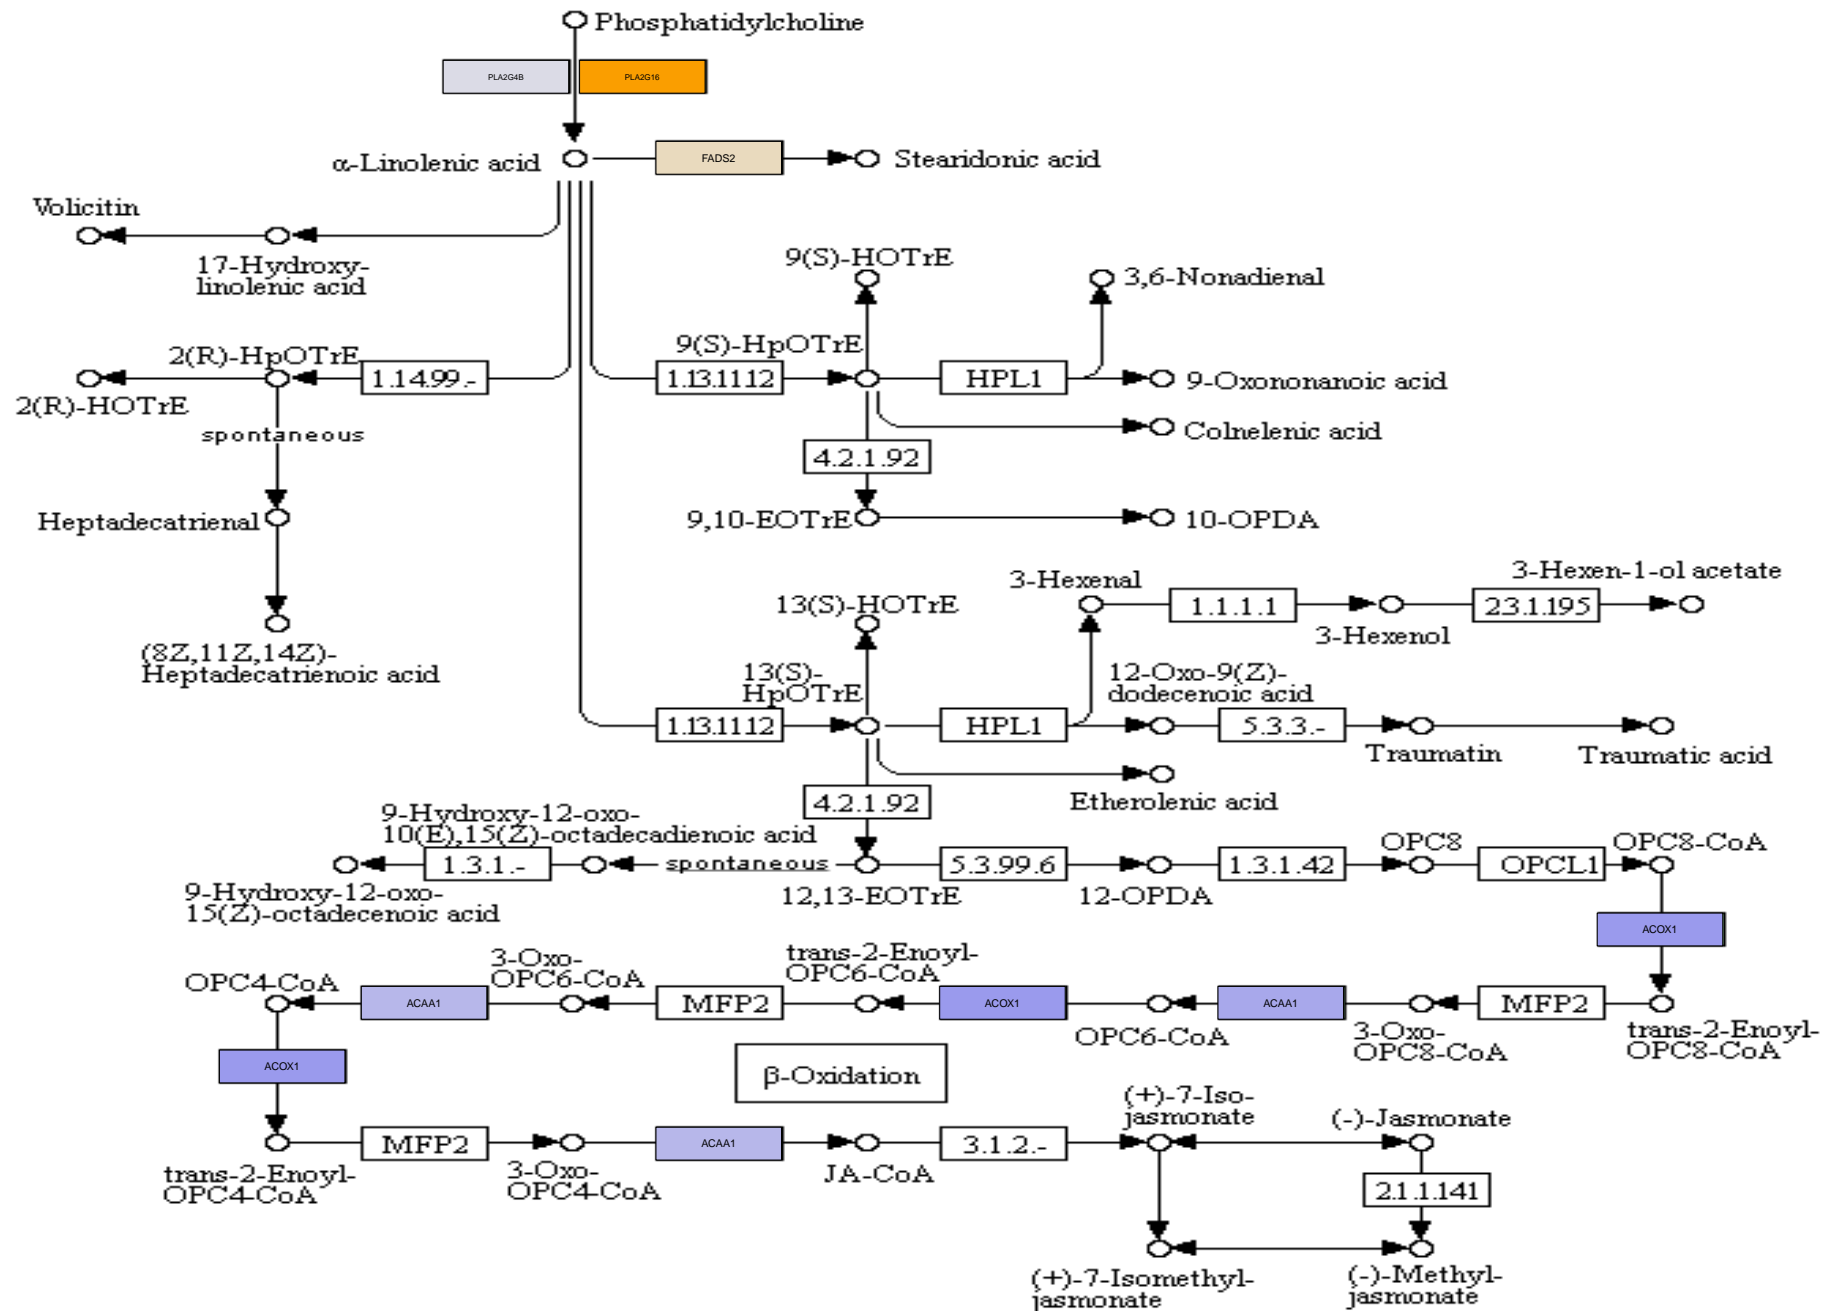 Phosphatidylcholine
PLA2G4B
PLA2G16
α-Linolenic acid
FADS2
Stearidonic acid
Volicitin
17-Hydroxy-
linolenic acid
9(S)-HOTrE
3,6-Nonadienal
2(R)-HpOTrE
1.14.99.-
9(S)-HpOTrE
1.13.11.12
HPL1
9-Oxononanoic acid
2(R)-HOTrE
spontaneous
Colnelenic acid
4.2.1.92
Heptadecatrienal
9,10-EOTrE
10-OPDA
3-Hexenal
3-Hexen-1-ol acetate
13(S)-HOTrE
1.1.1.1
2.3.1.195
3-Hexenol
(8Z,11Z,14Z)-
Heptadecatrienoic acid
13(S)-
HpOTrE
12-Oxo-9(Z)-
dodecenoic acid
1.13.11.12
HPL1
5.3.3.-
Traumatin
Traumatic acid
Etherolenic acid
4.2.1.92
9-Hydroxy-12-oxo-
10(E),15(Z)-octadecadienoic acid
OPC8
OPC8-CoA
1.3.1.-
spontaneous
5.3.99.6
1.3.1.42
OPCL1
9-Hydroxy-12-oxo-
15(Z)-octadecenoic acid
12,13-EOTrE
12-OPDA
ACOX1
OPC4-CoA
3-Oxo-
OPC6-CoA
trans-2-Enoyl-
OPC6-CoA
ACAA1
MFP2
ACOX1
ACAA1
MFP2
OPC6-CoA
3-Oxo-
OPC8-CoA
trans-2-Enoyl-
OPC8-CoA
ACOX1
β-Oxidation
(+)-7-Iso-
jasmonate
(-)-Jasmonate
MFP2
ACAA1
3.1.2.-
trans-2-Enoyl-
OPC4-CoA
3-Oxo-
OPC4-CoA
JA-CoA
2.1.1.141
(+)-7-Isomethyl-
jasmonate
(-)-Methyl-
jasmonate